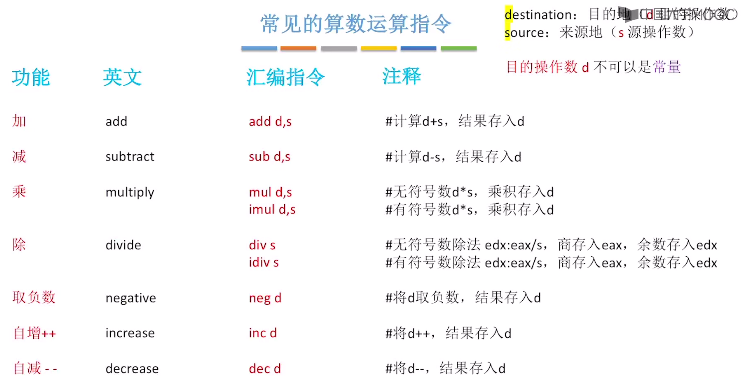 常见的算数运算指令
destination：目的地（d
source：来源地（s 源操作数）
目的操作数 d 不可以是常量
功能 英文 汇编指令 注释
加 add add d,s #计算d+s，结果存入d
减 subtract sub d,s #计算d-s，结果存入d
乘 multiply mul d,s #无符号数d*s，乘积存入d
imul d,s #有符号数d*s，乘积存入d
除 divide div s #无符号数除法 edx:eax/s，商存入eax，余数存入edx
idiv s #有符号数除法 edx:eax/s，商存入eax，余数存入edx
取负数 negative neg d #将d取负数，结果存入d
自增++ increase inc d #将d++，结果存入d
自减-- decrease dec d #将d--，结果存入d